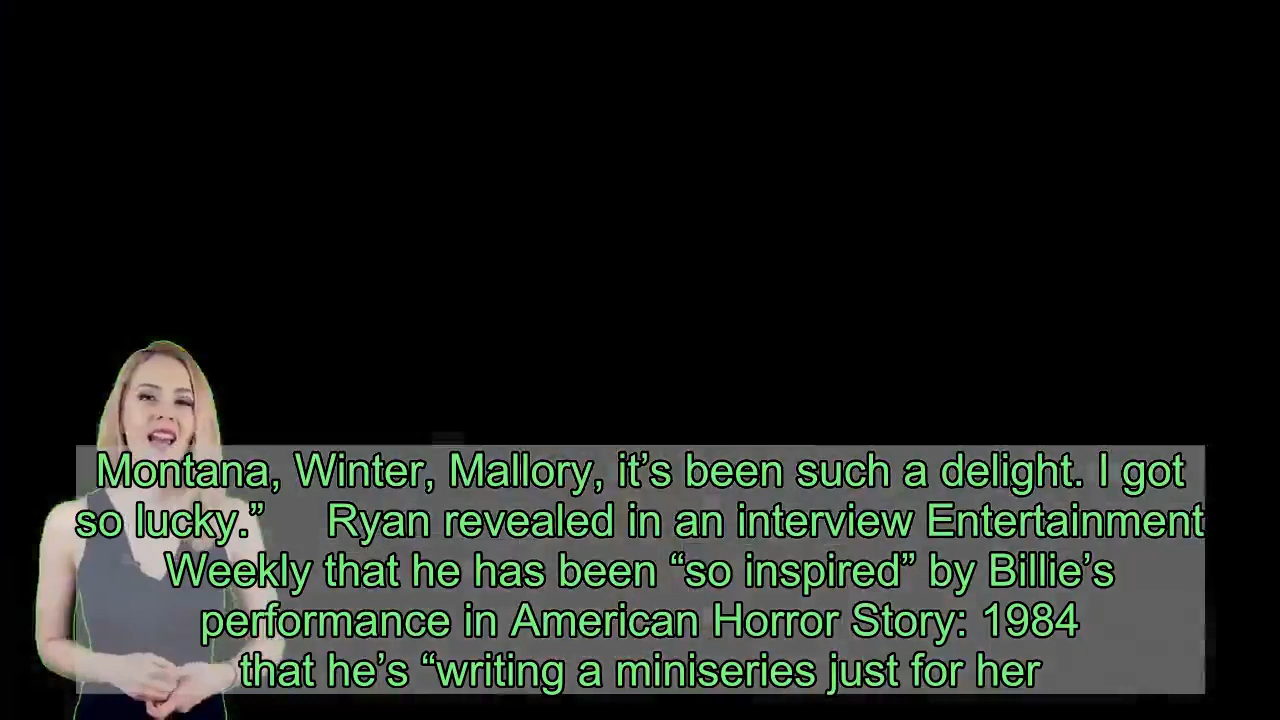 Montana, Winter, Mallory, it’s been such a delight. I got
so lucky.” Ryan revealed in an interview Entertainment
Weekly that he has been “so inspired” by Billie’s
performance in American Horror Story: 1984
that he’s “writing a miniseries just for her